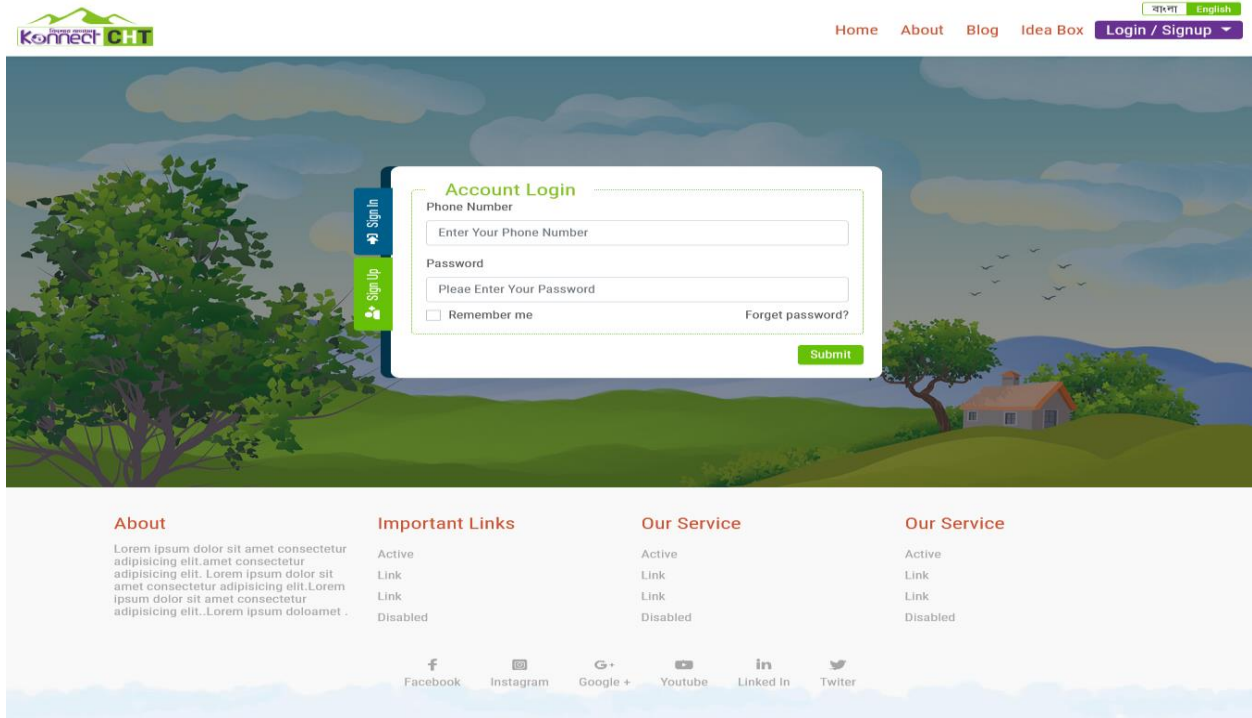 বাংলা English
Konnect CHT
Home About Blog Idea Box Login / Signup
Sign In
Sign Up
Account Login
Phone Number
Enter Your Phone Number
Password
Pleae Enter Your Password
Remember me Forget password?
Submit
About
Lorem ipsum dolor sit amet consectetur
adipisicing elit.amet consectetur
adipisicing elit. Lorem ipsum dolor sit
amet consectetur adipisicing elit.Lorem
ipsum dolor sit amet consectetur
adipisicing elit..Lorem ipsum doloamet .
Important Links
Active
Link
Link
Disabled
Our Service
Active
Link
Link
Disabled
Our Service
Active
Link
Link
Disabled
Facebook Instagram Google + Youtube Linked In Twiter